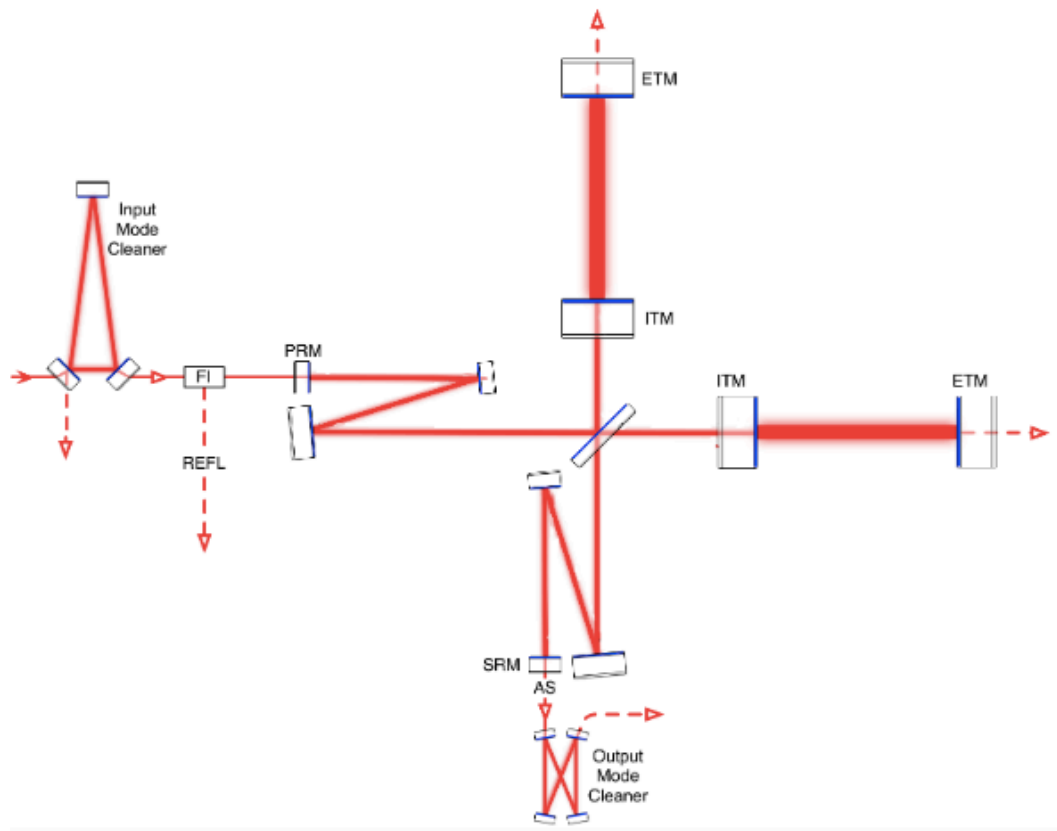 ETM
Input
Mode
Cleaner
ITM
PRM
FI
ITM
ETM
REFL
SRM
AS
Output
Mode
Cleaner